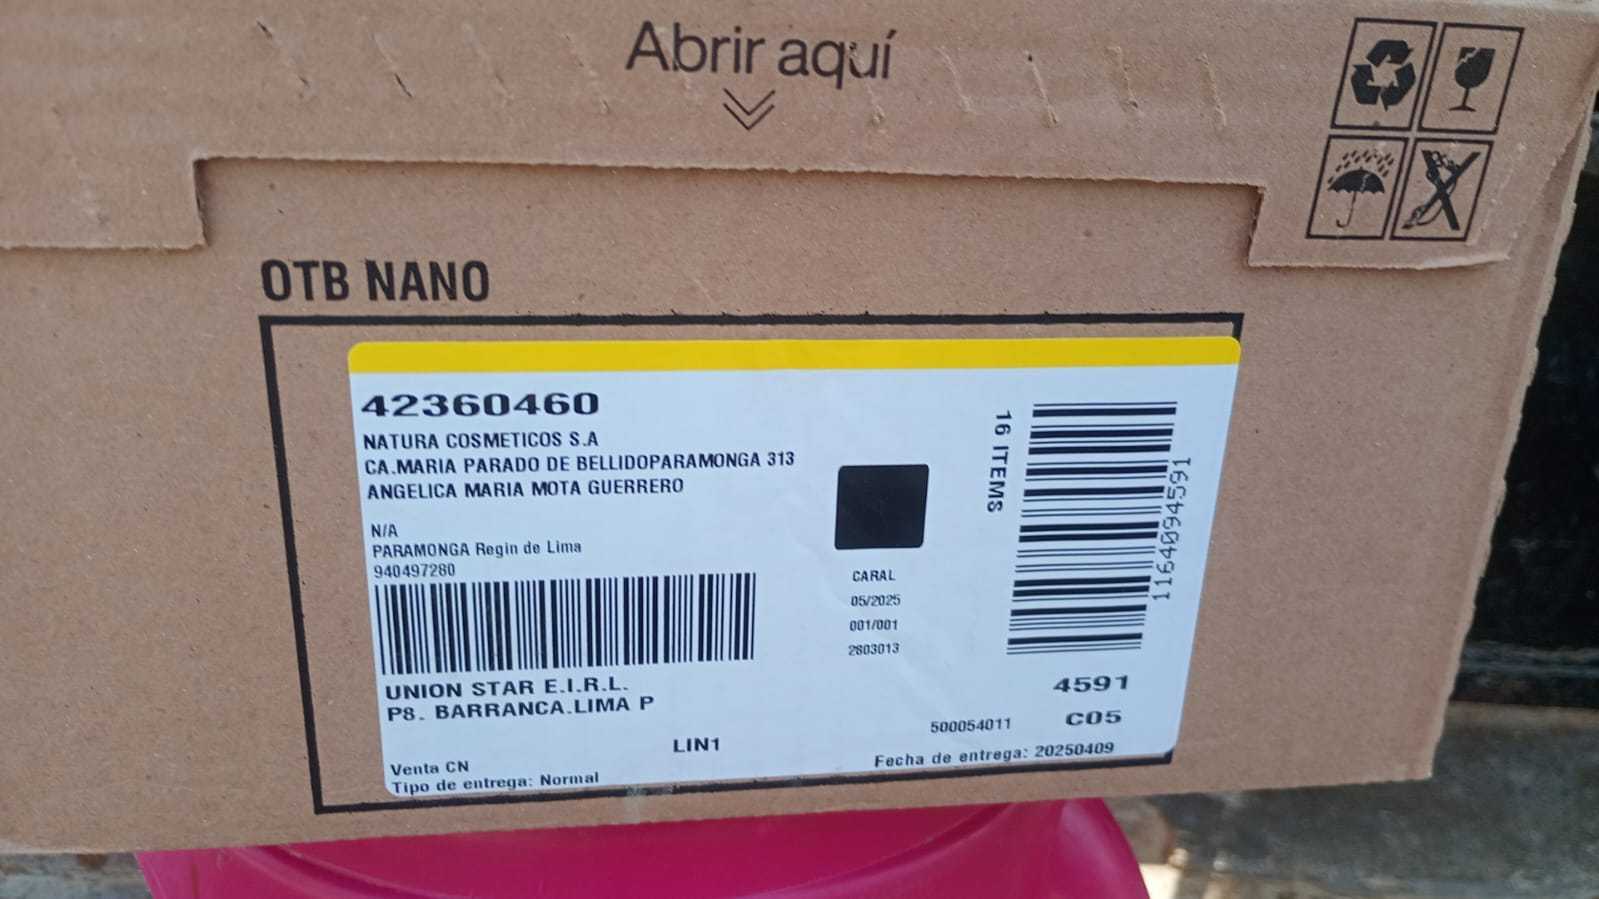 Abrir aquí
OTB NANO
42360460
NATURA COSMETICOS S.A
CA.MARIA PARADO DE BELLIDOPARAMONGA 313
ANGELICA MARIA MOTA GUERRERO
N/A
PARAMONGA Regin de Lima
940497280
UNION STAR E.I.R.L.
P8. BARRANCA.LIMA P
LIN1
Venta CN
Tipo de entrega: Normal
CARAL
05/2025
001/001
2803013
16 ITEMS
1164094591
4591
C05
500054011
Fecha de entrega: 20250409